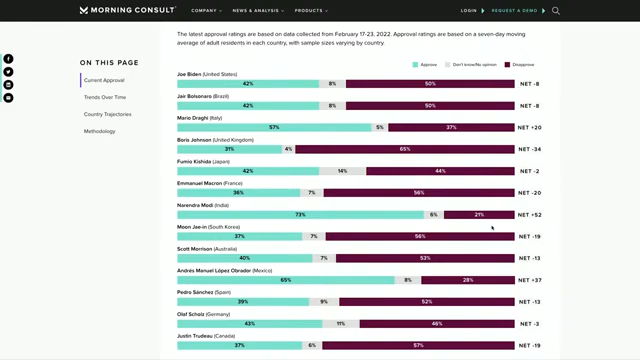 MORNING CONSULT
COMPANY NEWS & ANALYSIS PRODUCTS LOGIN REQUEST A DEMO
The latest approval ratings are based on data collected from February 17-23, 2022. Approval ratings are based on a seven-day moving
average of adult residents in each country, with sample sizes varying by country.
ON THIS PAGE
Current Approval
Trends Over Time
Country Trajectories
Methodology
Approve Don't know/No opinion Disapprove
Joe Biden (United States)
42% 8% 50% NET -8
Jair Bolsonaro (Brazil)
42% 8% 50% NET -8
Mario Draghi (Italy)
57% 5% 37% NET +20
Boris Johnson (United Kingdom)
31% 4% 65% NET -34
Fumio Kishida (Japan)
42% 14% 44% NET -2
Emmanuel Macron (France)
36% 7% 56% NET -20
Narendra Modi (India)
73% 6% 21% NET +52
Moon Jae-in (South Korea)
37% 7% 56% NET -19
Scott Morrison (Australia)
40% 7% 53% NET -13
Andrés Manuel López Obrador (Mexico)
65% 8% 28% NET +37
Pedro Sánchez (Spain)
39% 9% 52% NET -13
Olaf Scholz (Germany)
43% 11% 46% NET -3
Justin Trudeau (Canada)
37% 6% 57% NET -19